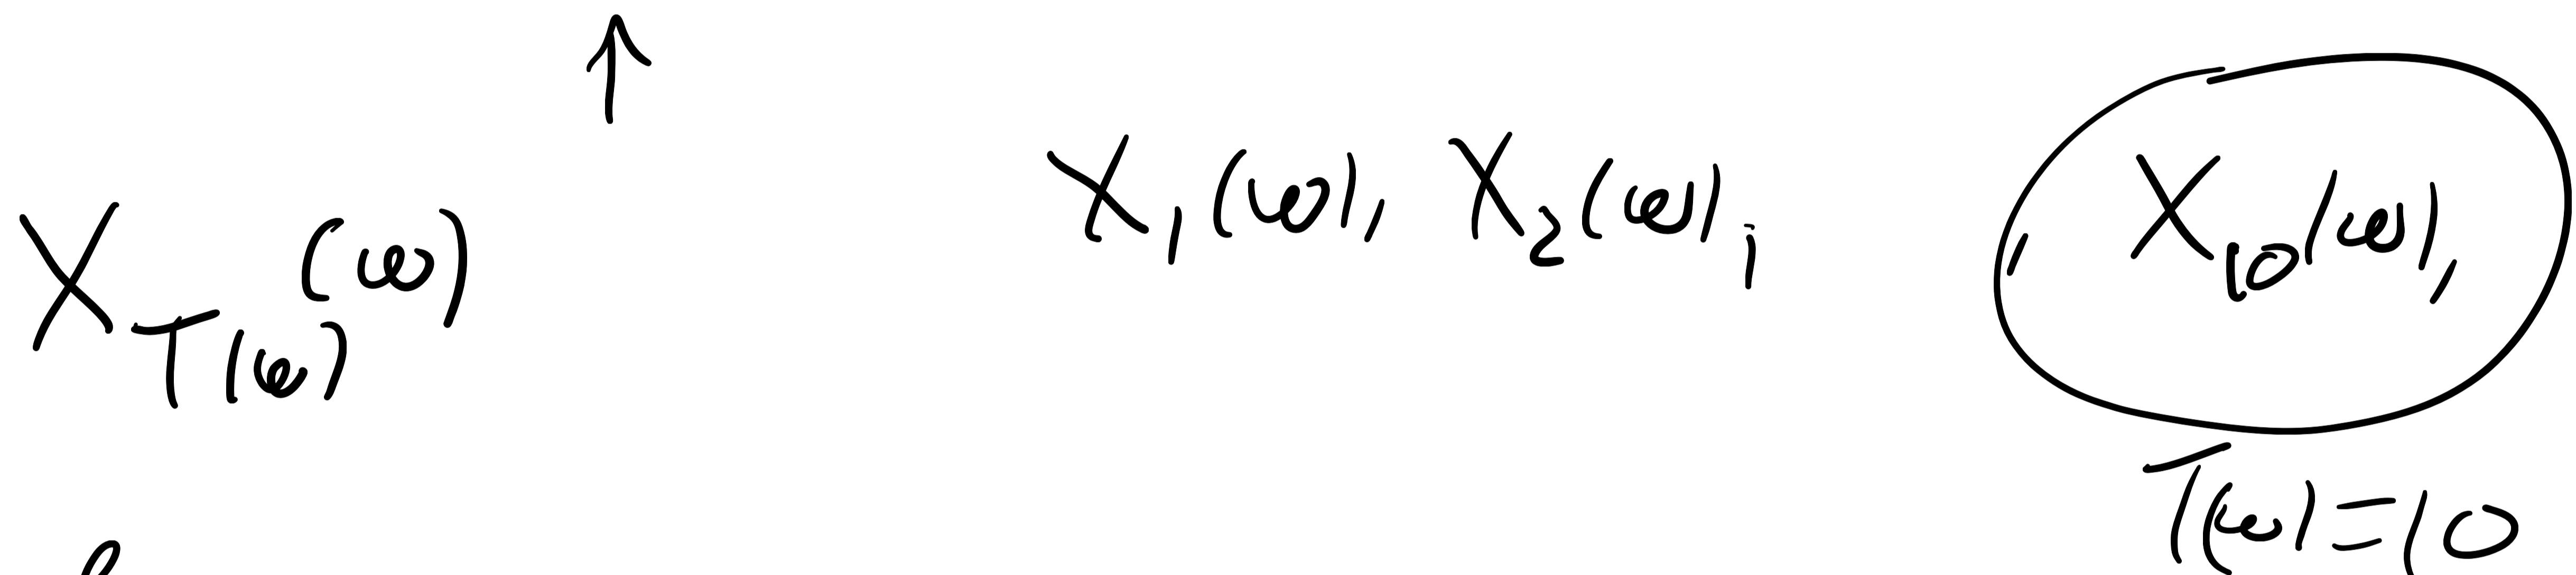 ↑
X_{T(ω)}(ω) X_1(ω), X_2(ω), , X_{10}(ω),
T(ω)=10